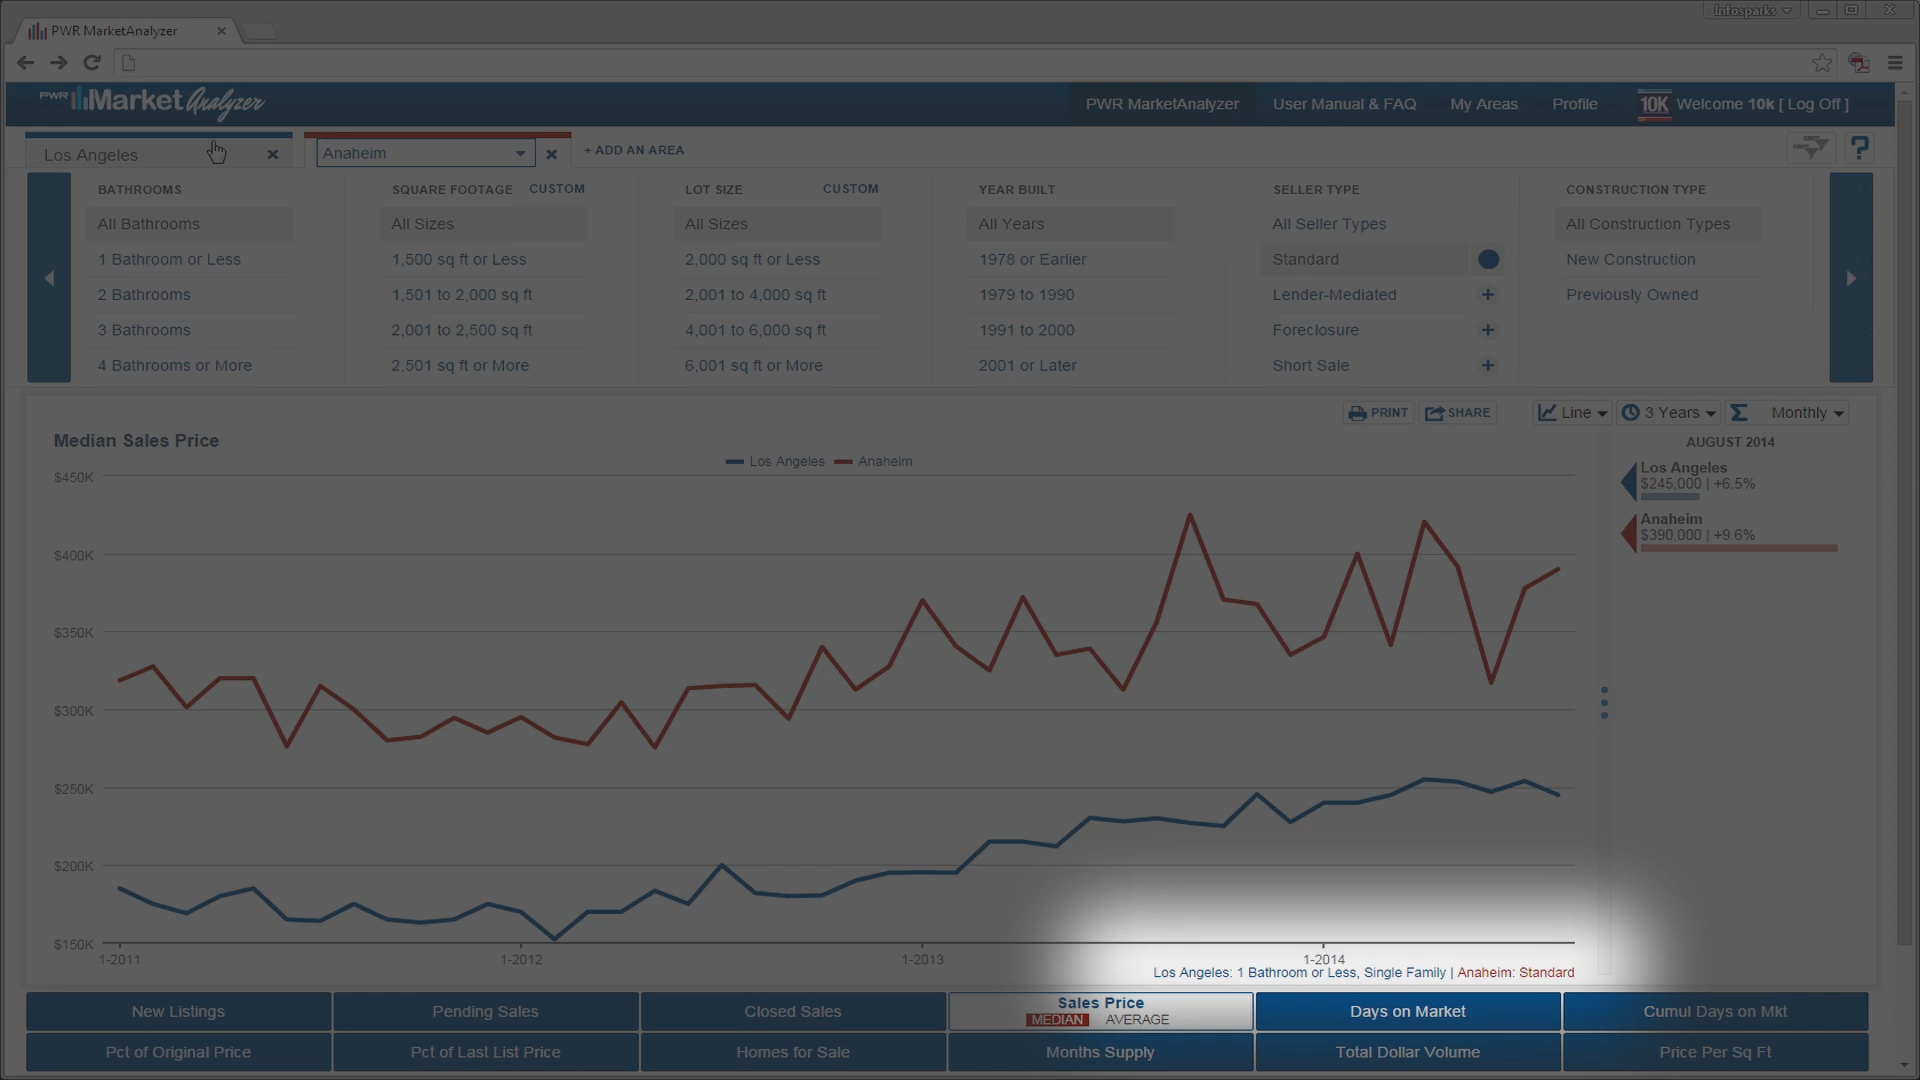 Infosparks
PWR MarketAnalyzer
PWR MarketAnalyzer
PWR MarketAnalyzer
User Manual & FAQ
My Areas
Profile
10K Welcome 10k [ Log Off ]
Los Angeles
Anaheim
+ ADD AN AREA
?
BATHROOMS
All Bathrooms
1 Bathroom or Less
2 Bathrooms
3 Bathrooms
4 Bathrooms or More
SQUARE FOOTAGE CUSTOM
All Sizes
1,500 sq ft or Less
1,501 to 2,000 sq ft
2,001 to 2,500 sq ft
2,501 sq ft or More
LOT SIZE CUSTOM
All Sizes
2,000 sq ft or Less
2,001 to 4,000 sq ft
4,001 to 6,000 sq ft
6,001 sq ft or More
YEAR BUILT
All Years
1978 or Earlier
1979 to 1990
1991 to 2000
2001 or Later
SELLER TYPE
All Seller Types
Standard
Lender-Mediated +
Foreclosure +
Short Sale +
CONSTRUCTION TYPE
All Construction Types
New Construction
Previously Owned
PRINT
SHARE
Line
3 Years
Σ Monthly
Median Sales Price
Los Angeles Anaheim
$450K
$400K
$350K
$300K
$250K
$200K
$150K
1-2011
1-2012
1-2013
1-2014
AUGUST 2014
Los Angeles
$245,000 | +6.5%
Anaheim
$390,000 | +9.6%
Los Angeles: 1 Bathroom or Less, Single Family | Anaheim: Standard
New Listings
Pending Sales
Closed Sales
Sales Price
MEDIAN AVERAGE
Days on Market
Cumul Days on Mkt
Pct of Original Price
Pct of Last List Price
Homes for Sale
Months Supply
Total Dollar Volume
Price Per Sq Ft